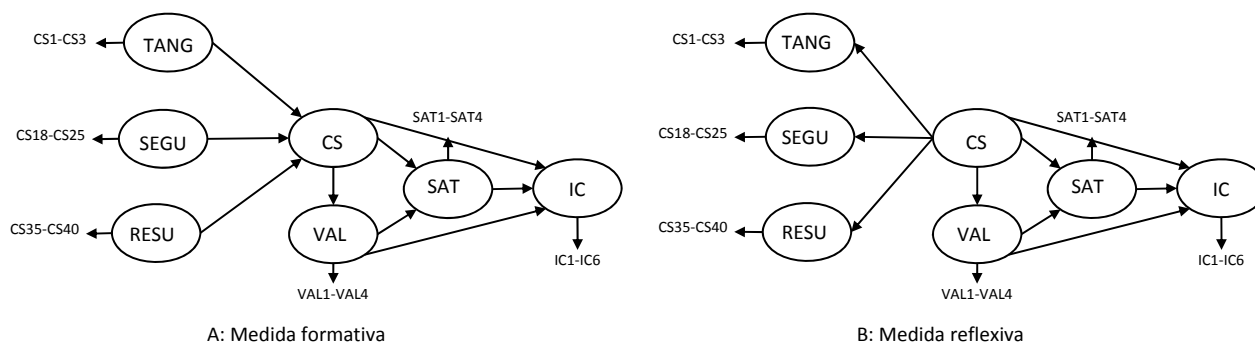 CS1-CS3
TANG
CS18-CS25
SEGU
CS
SAT1-SAT4
SAT
IC
CS35-CS40
RESU
VAL
IC1-IC6
VAL1-VAL4
A: Medida formativa
CS1-CS3
TANG
CS18-CS25
SEGU
CS
SAT1-SAT4
SAT
IC
CS35-CS40
RESU
VAL
IC1-IC6
VAL1-VAL4
B: Medida reflexiva